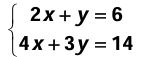 2x + y = 6
4x + 3y = 14